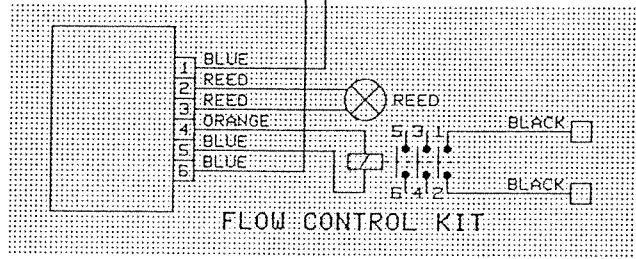 1 BLUE
2 REED
3 REED
REED
4 ORANGE
5 BLUE
6 BLUE
5 3 1
BLACK
6 4 2
BLACK
FLOW CONTROL KIT